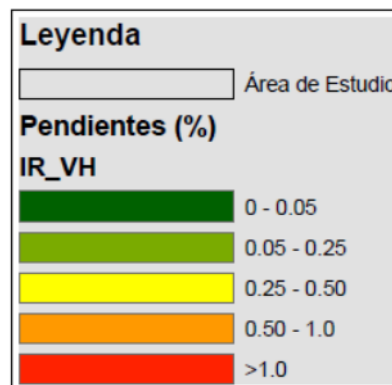 Leyenda
Área de Estudio
Pendientes (%)
IR_VH
0 - 0.05
0.05 - 0.25
0.25 - 0.50
0.50 - 1.0
>1.0